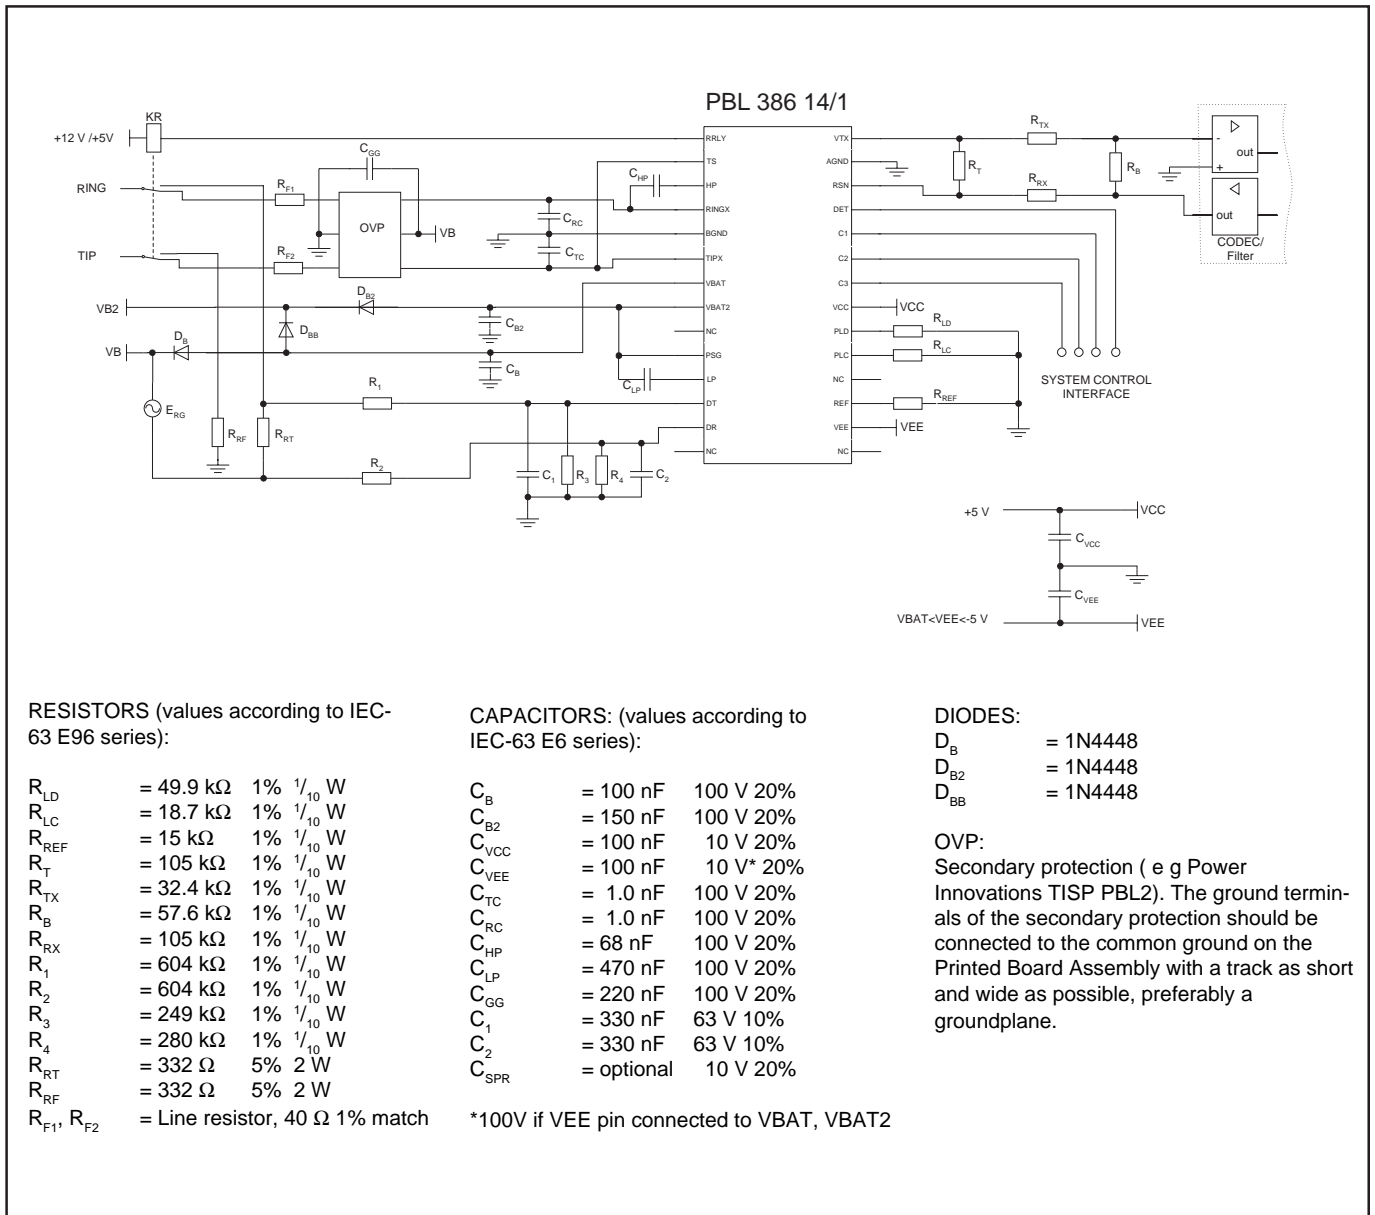 PBL 386 14/1
KR
+12 V /+5V
RING
TIP
VB2
VB
C_GG
R_F1
R_F2
OVP
VB
C_HP
C_RC
C_TC
D_B2
D_BB
D_B
C_B2
C_B
C_LP
E_RG
R_RF
R_RT
R_1
R_2
C_1
R_3
R_4
C_2
RRLY
TS
HP
RINGX
BGND
TIPX
VBAT
VBAT2
NC
PSG
LP
DT
DR
NC
VTX
AGND
RSN
DET
C1
C2
C3
VCC
PLD
PLC
NC
REF
VEE
NC
R_TX
R_T
R_B
R_RX
-
+
out
out
CODEC/
Filter
VCC
R_LD
R_LC
R_REF
VEE
SYSTEM CONTROL
INTERFACE
+5 V
VCC
C_VCC
C_VEE
VBAT<VEE<-5 V
VEE
RESISTORS (values according to IEC-
63 E96 series):
R_LD = 49.9 kΩ 1% 1/10 W
R_LC = 18.7 kΩ 1% 1/10 W
R_REF = 15 kΩ 1% 1/10 W
R_T = 105 kΩ 1% 1/10 W
R_TX = 32.4 kΩ 1% 1/10 W
R_B = 57.6 kΩ 1% 1/10 W
R_RX = 105 kΩ 1% 1/10 W
R_1 = 604 kΩ 1% 1/10 W
R_2 = 604 kΩ 1% 1/10 W
R_3 = 249 kΩ 1% 1/10 W
R_4 = 280 kΩ 1% 1/10 W
R_RT = 332 Ω 5% 2 W
R_RF = 332 Ω 5% 2 W
R_F1, R_F2 = Line resistor, 40 Ω 1% match
CAPACITORS: (values according to
IEC-63 E6 series):
C_B = 100 nF 100 V 20%
C_B2 = 150 nF 100 V 20%
C_VCC = 100 nF 10 V 20%
C_VEE = 100 nF 10 V* 20%
C_TC = 1.0 nF 100 V 20%
C_RC = 1.0 nF 100 V 20%
C_HP = 68 nF 100 V 20%
C_LP = 470 nF 100 V 20%
C_GG = 220 nF 100 V 20%
C_1 = 330 nF 63 V 10%
C_2 = 330 nF 63 V 10%
C_SPR = optional 10 V 20%
*100V if VEE pin connected to VBAT, VBAT2
DIODES:
D_B = 1N4448
D_B2 = 1N4448
D_BB = 1N4448
OVP:
Secondary protection ( e g Power
Innovations TISP PBL2). The ground termin-
als of the secondary protection should be
connected to the common ground on the
Printed Board Assembly with a track as short
and wide as possible, preferably a
groundplane.